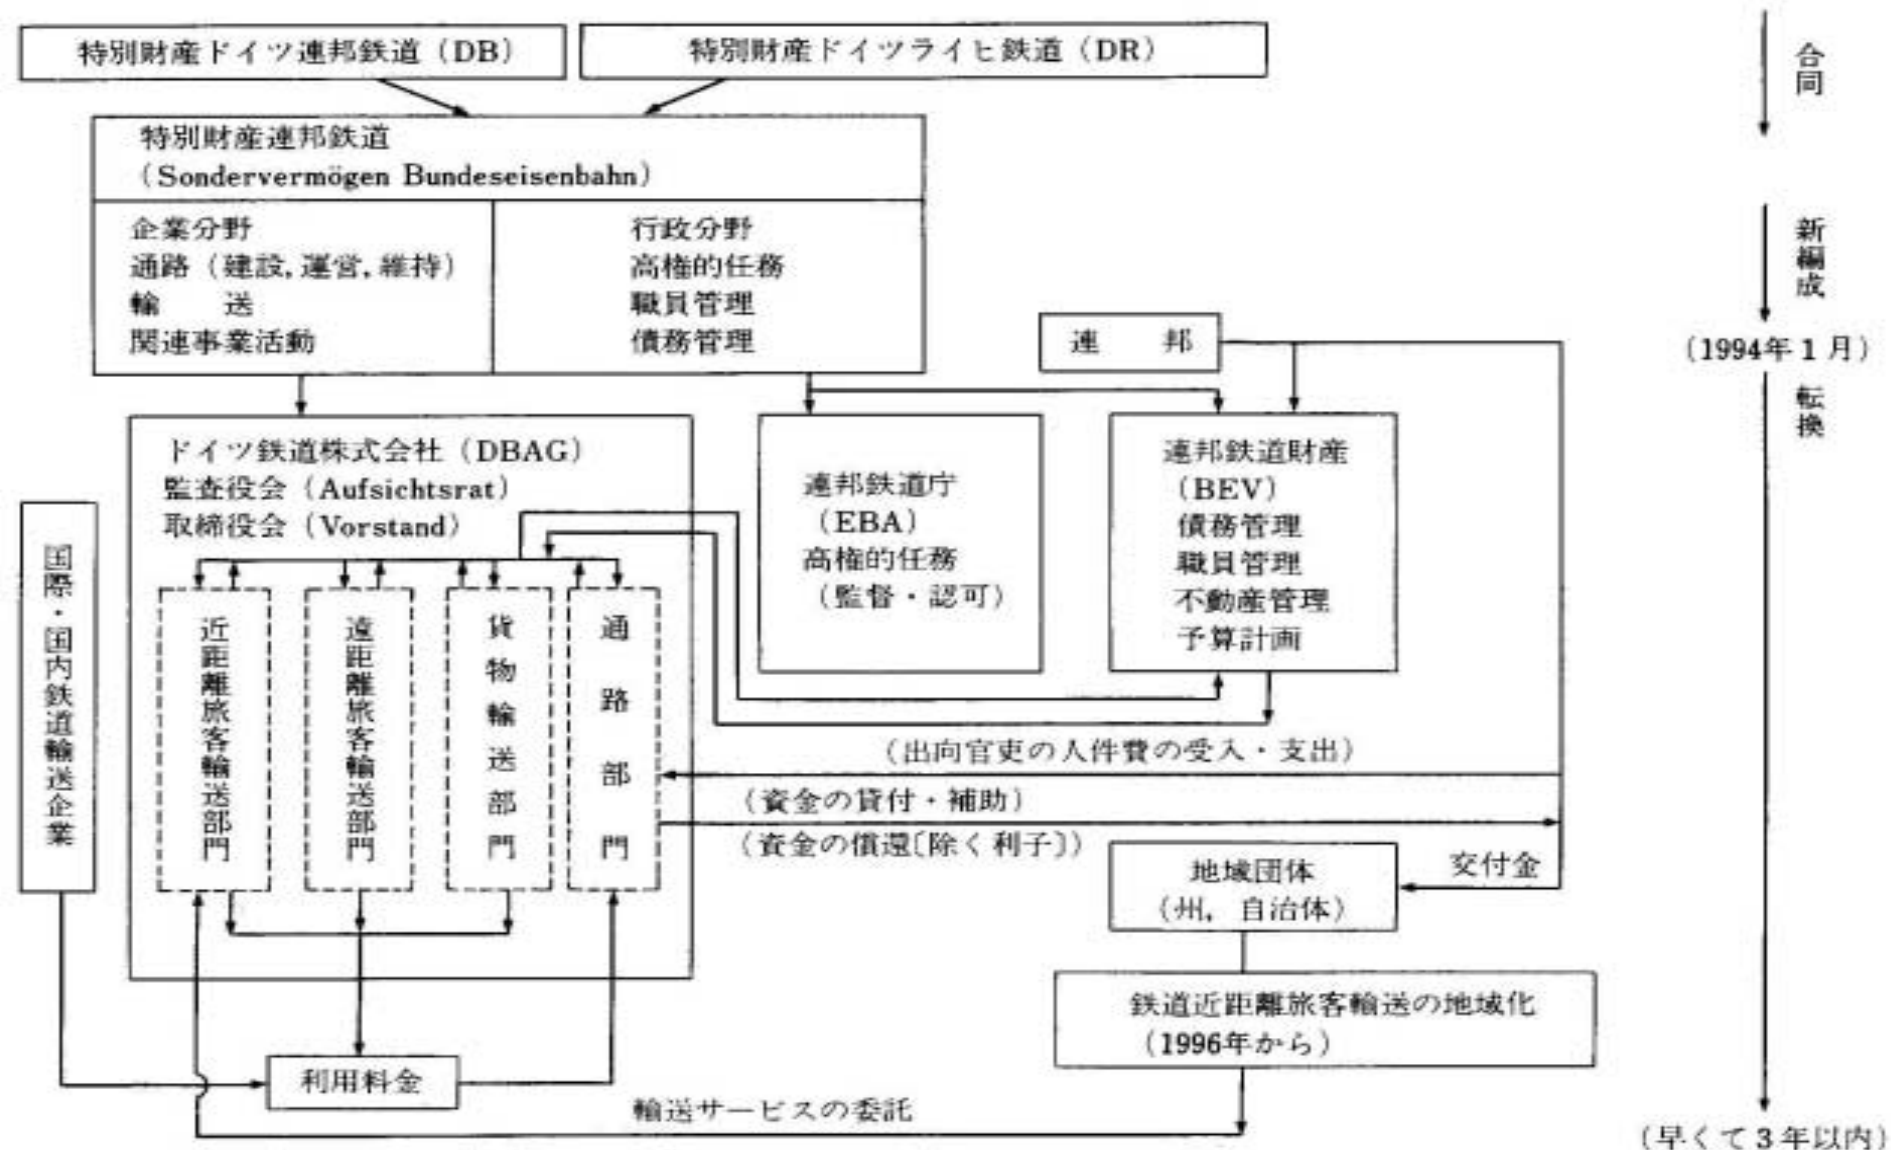 特別財産ドイツ連邦鉄道（DB）
特別財産ドイツライヒ鉄道（DR）
合同
特別財産連邦鉄道
（Sondervermögen Bundeseisenbahn）
企業分野
通路（建設，運営，維持）
輸　　送
関連事業活動
行政分野
高権的任務
職員管理
債務管理
新編成
連　　邦
（1994年1月）
転換
ドイツ鉄道株式会社（DBAG）
監査役会（Aufsichtsrat）
取締役会（Vorstand）
連邦鉄道庁
（EBA）
高権的任務
（監督・認可）
連邦鉄道財産
（BEV）
債務管理
職員管理
不動産管理
予算計画
国際・国内鉄道輸送企業
近距離旅客輸送部門
遠距離旅客輸送部門
貨物輸送部門
通路部門
（出向官吏の人件費の受入・支出）
（資金の貸付・補助）
（資金の償還〔除く利子〕）
地域団体
（州，自治体）
交付金
鉄道近距離旅客輸送の地域化
（1996年から）
利用料金
輸送サービスの委託
（早くて3年以内）